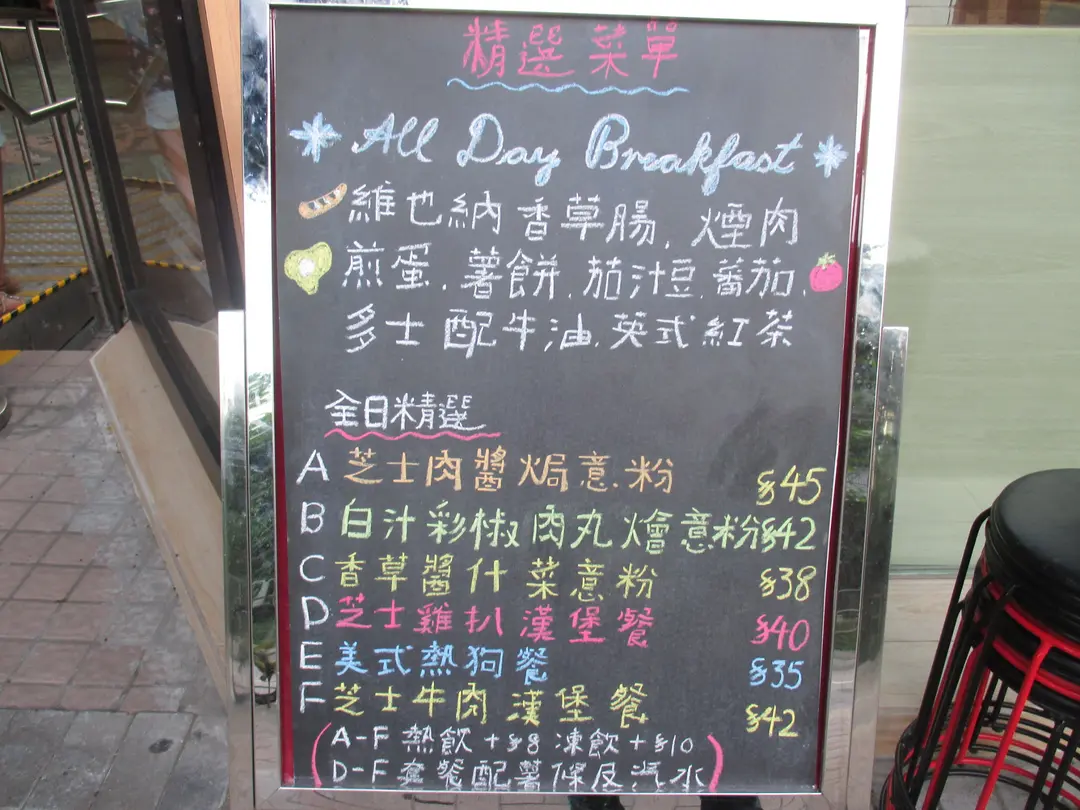 精選菜單
All Day Breakfast
維也納香草腸, 煙肉
煎蛋, 薯餅, 茄汁豆, 蕃茄,
多士配牛油, 英式紅茶
全日精選
A 芝士肉醬焗意粉 $45
B 白汁彩椒肉丸燴意粉 $42
C 香草醬什菜意粉 $38
D 芝士雞扒漢堡餐 $40
E 美式熱狗餐 $35
F 芝士牛肉漢堡餐 $42
(A-F 熱飲+$8 凍飲+$10
D-F 套餐配薯條及汽水)